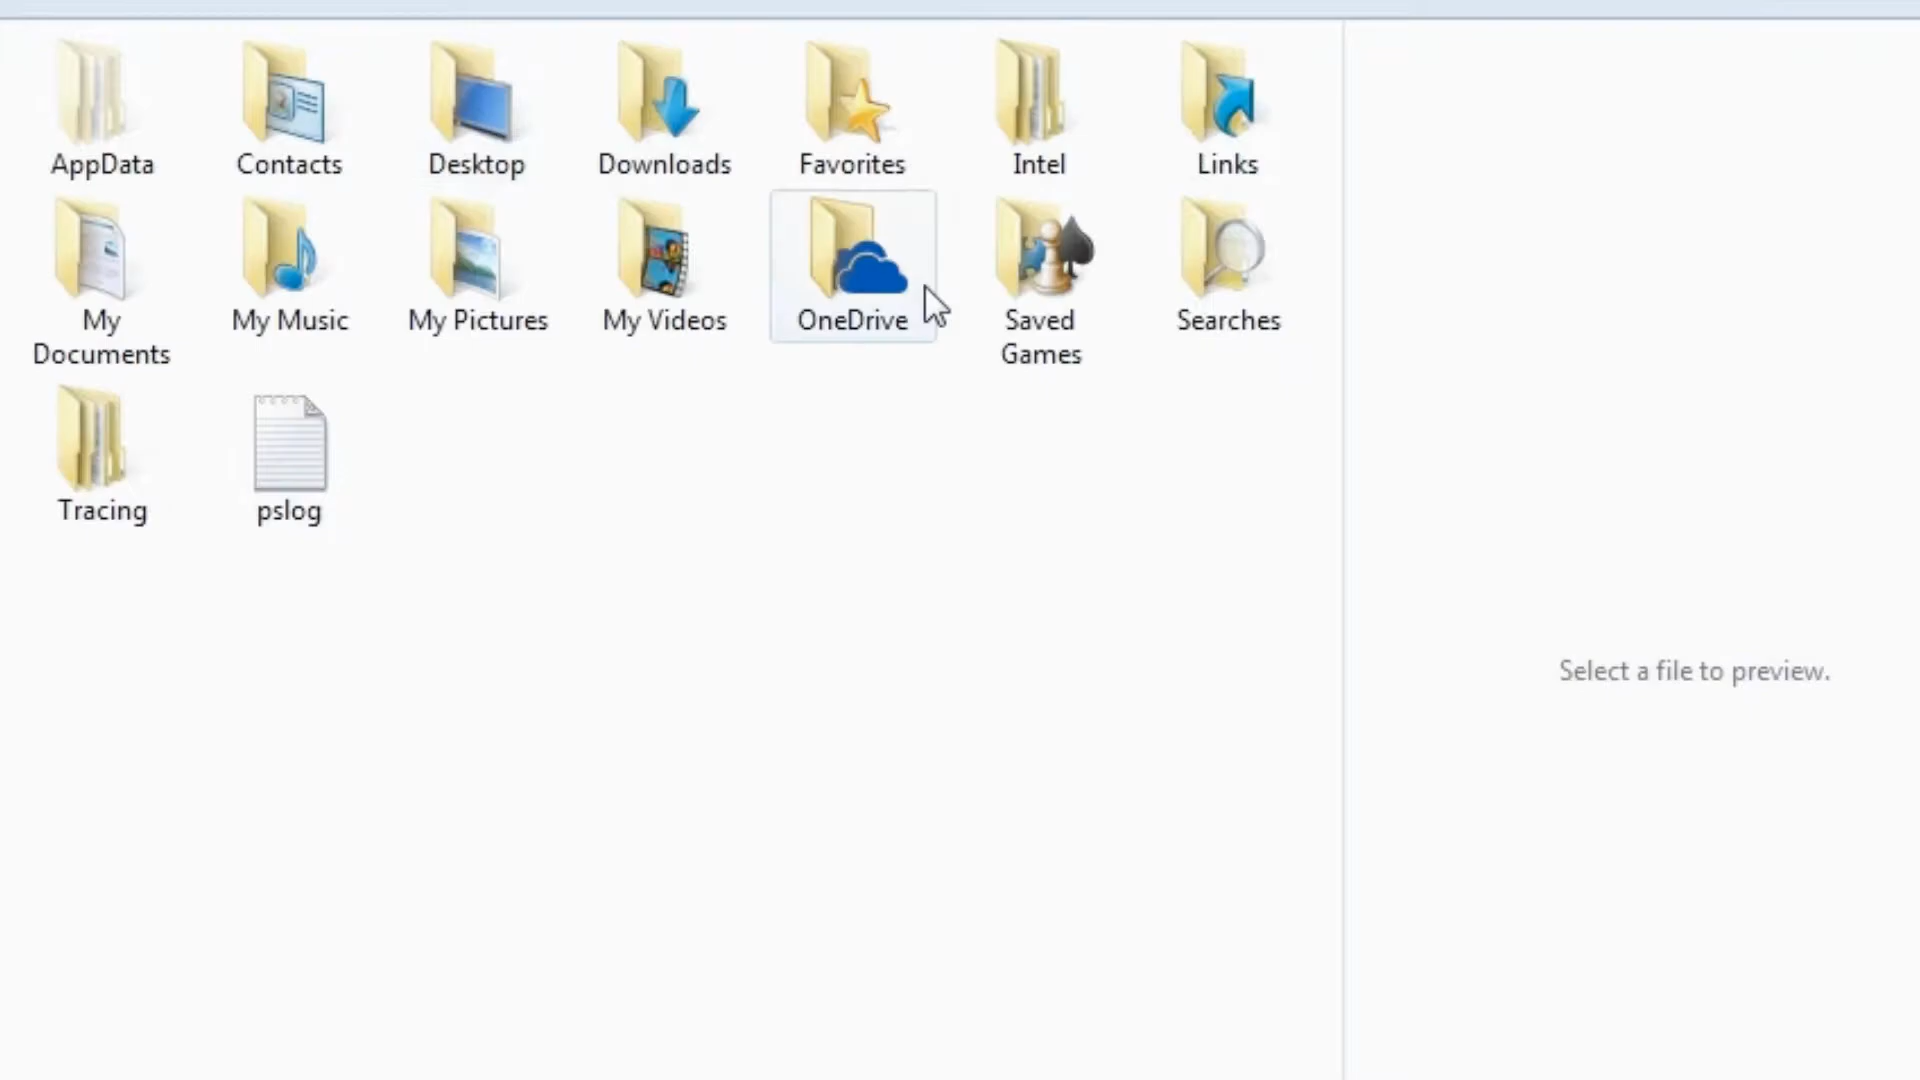 AppData
Contacts
Desktop
Downloads
Favorites
Intel
Links
My
Documents
My Music
My Pictures
My Videos
OneDrive
Saved
Games
Searches
Tracing
pslog
Select a file to preview.